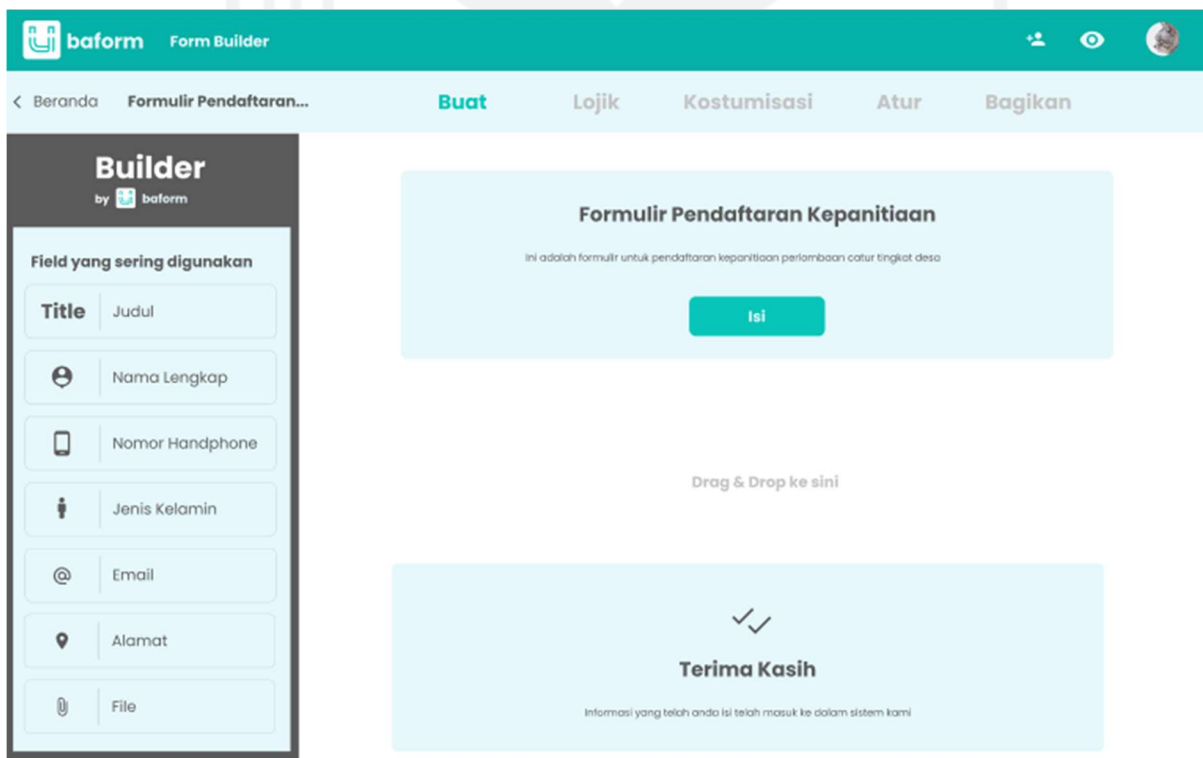 baform Form Builder
Beranda Formulir Pendaftaran... Buat Lojik Kostumisasi Atur Bagikan
Builder
by baform
Field yang sering digunakan
Title Judul
Nama Lengkap
Nomor Handphone
Jenis Kelamin
@ Email
Alamat
File
Formulir Pendaftaran Kepanitiaan
Ini adalah formulir untuk pendaftaran kepanitiaan perlombaan catur tingkat desa
Isi
Drag & Drop ke sini
Terima Kasih
Informasi yang telah anda isi telah masuk ke dalam sistem kami